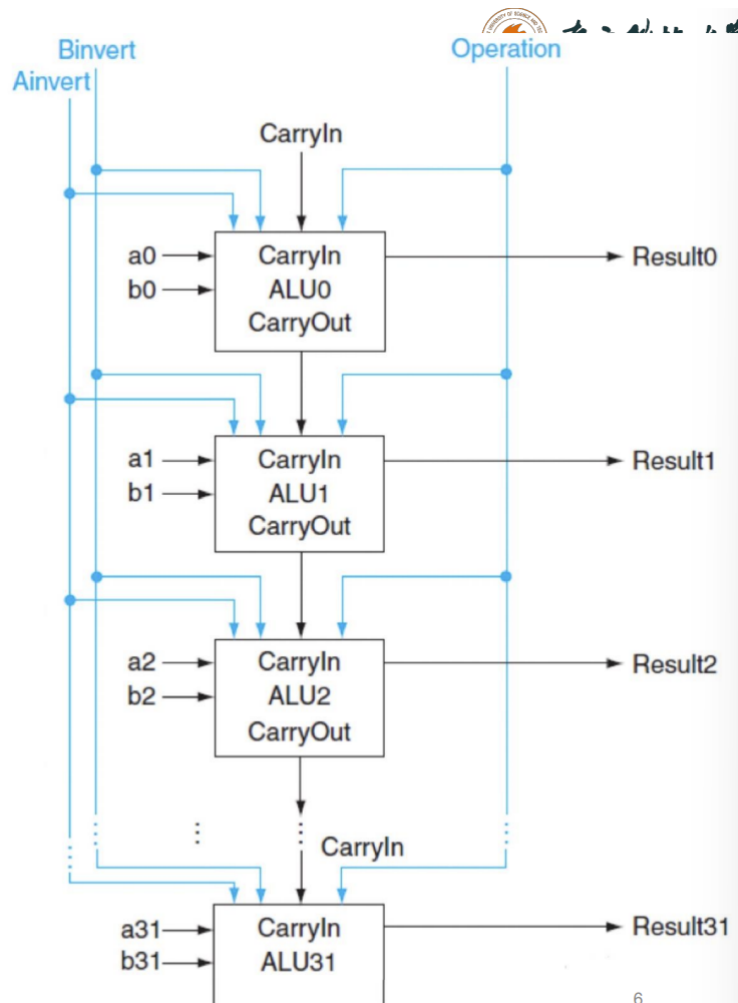 Binvert
Operation
Ainvert
CarryIn
a0
b0
CarryIn
ALU0
CarryOut
Result0
a1
b1
CarryIn
ALU1
CarryOut
Result1
a2
b2
CarryIn
ALU2
CarryOut
Result2
CarryIn
a31
b31
CarryIn
ALU31
Result31
6